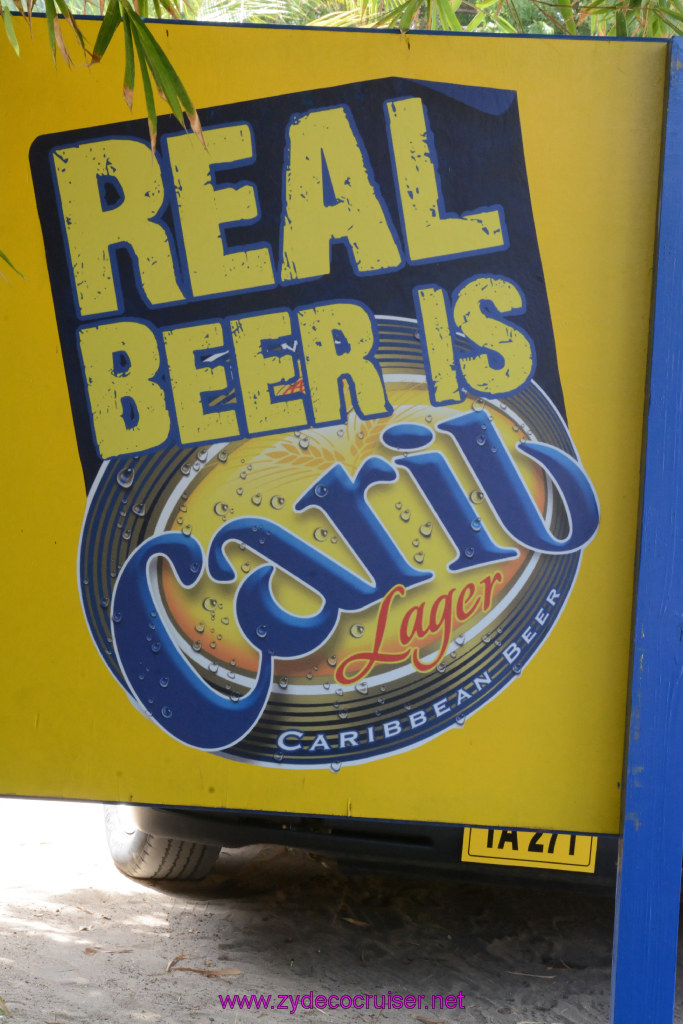 REAL
BEER IS
Carib
Lager
CARIBBEAN BEER
TA 271
www.zydecocruiser.net